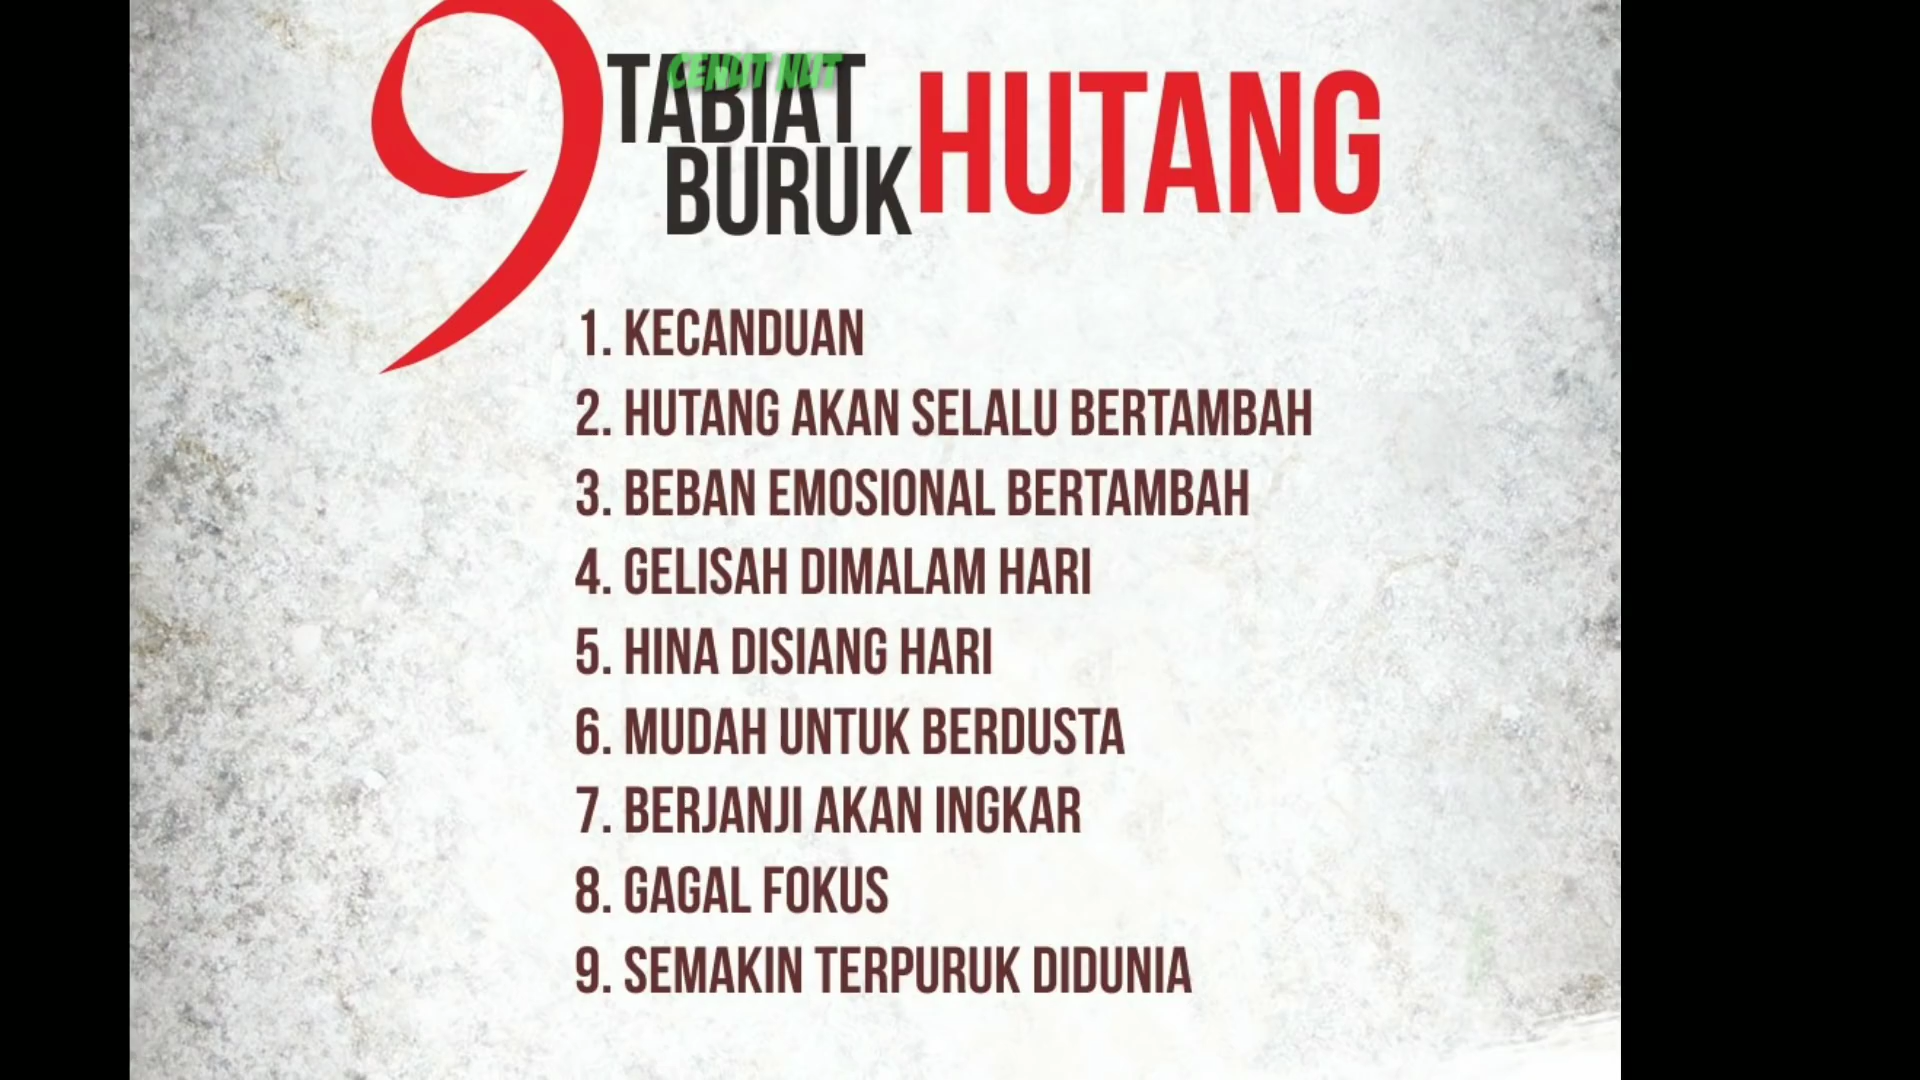 9 TABIAT BURUK HUTANG
CENUT NUT
1. KECANDUAN
2. HUTANG AKAN SELALU BERTAMBAH
3. BEBAN EMOSIONAL BERTAMBAH
4. GELISAH DIMALAM HARI
5. HINA DISIANG HARI
6. MUDAH UNTUK BERDUSTA
7. BERJANJI AKAN INGKAR
8. GAGAL FOKUS
9. SEMAKIN TERPURUK DIDUNIA